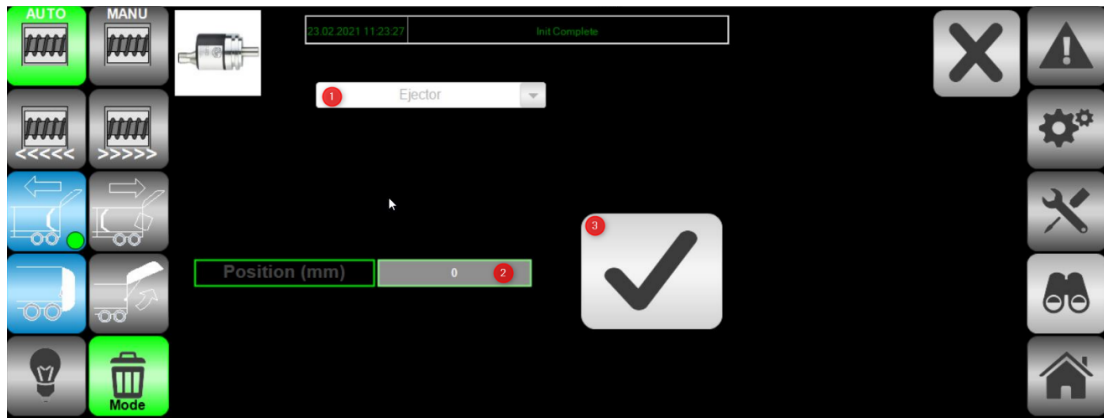 AUTO
MANU
23.02.2021 11:23:27
Init Complete
1
Ejector
<<<<<
>>>>>
3
Position (mm)
0
2
Mode